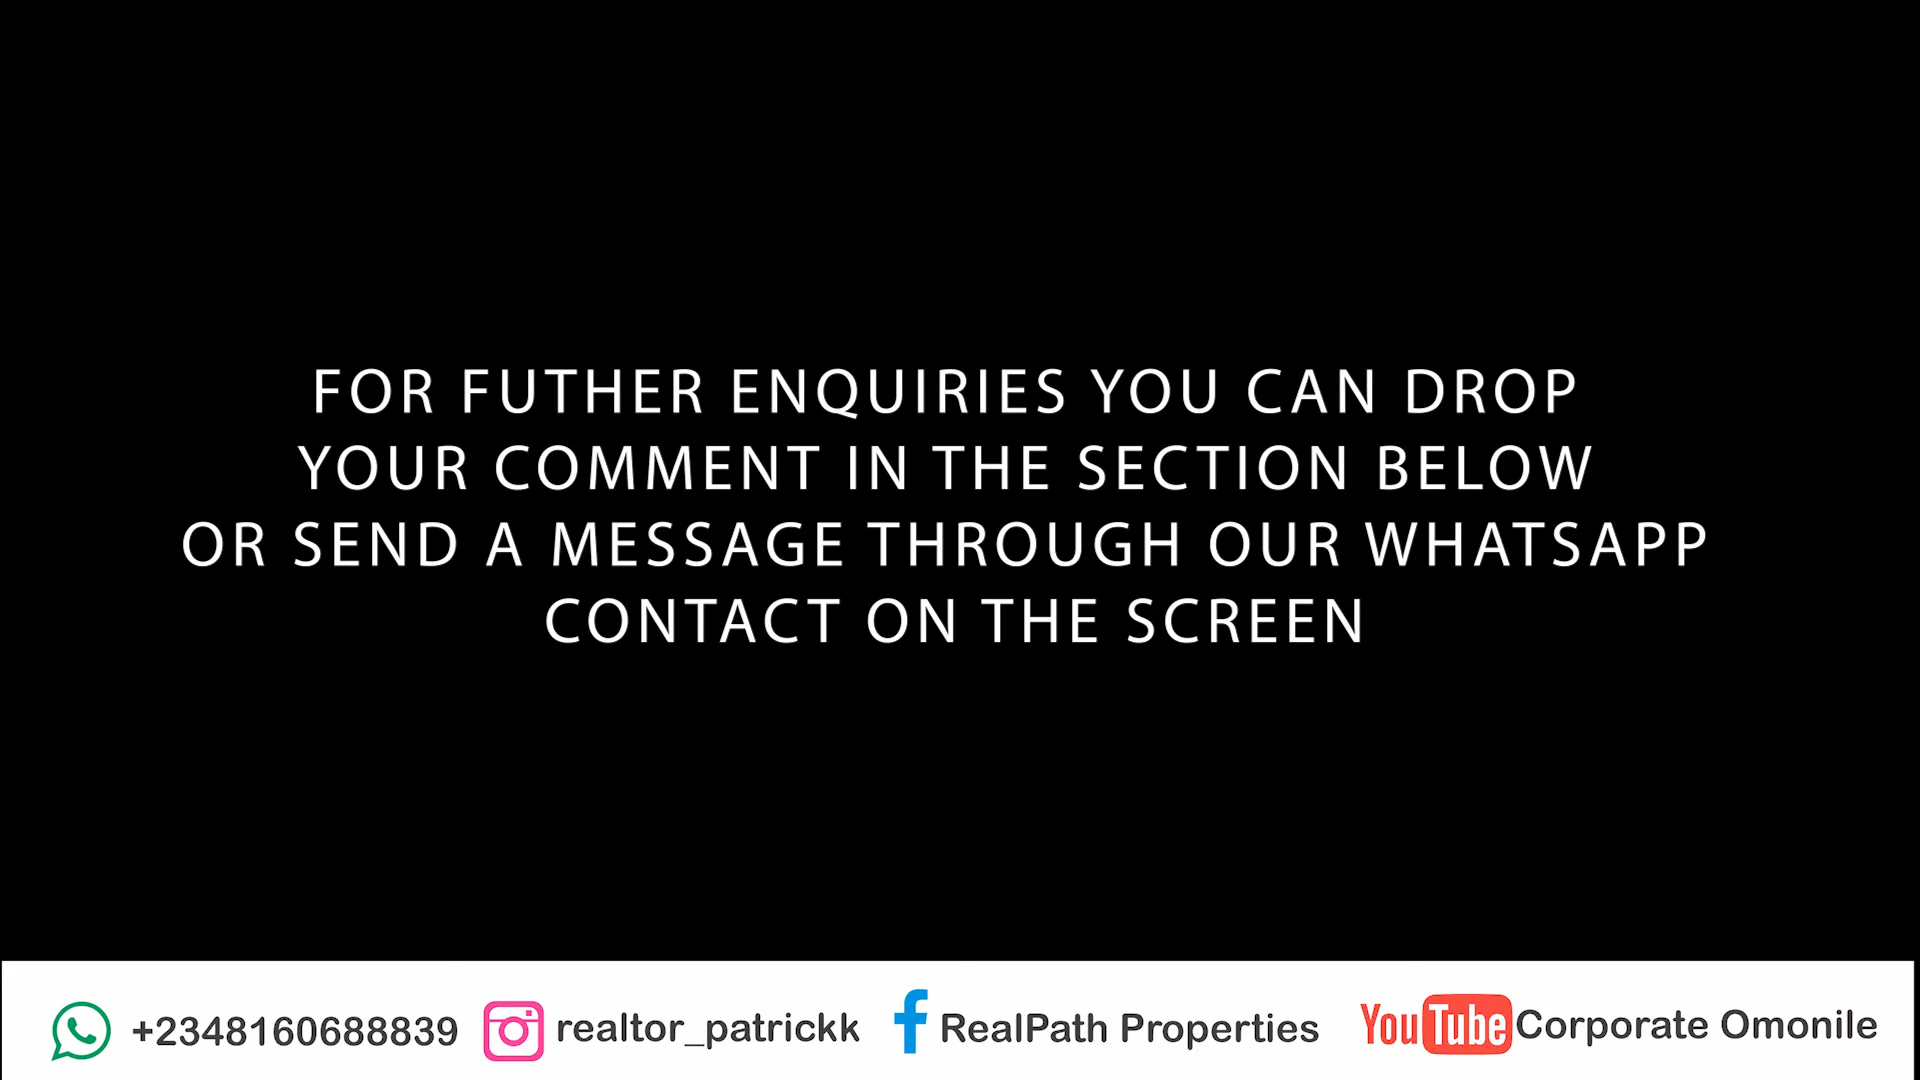 FOR FUTHER ENQUIRIES YOU CAN DROP
YOUR COMMENT IN THE SECTION BELOW
OR SEND A MESSAGE THROUGH OUR WHATSAPP
CONTACT ON THE SCREEN
+2348160688839 realtor_patrickk RealPath Properties YouTube Corporate Omonile